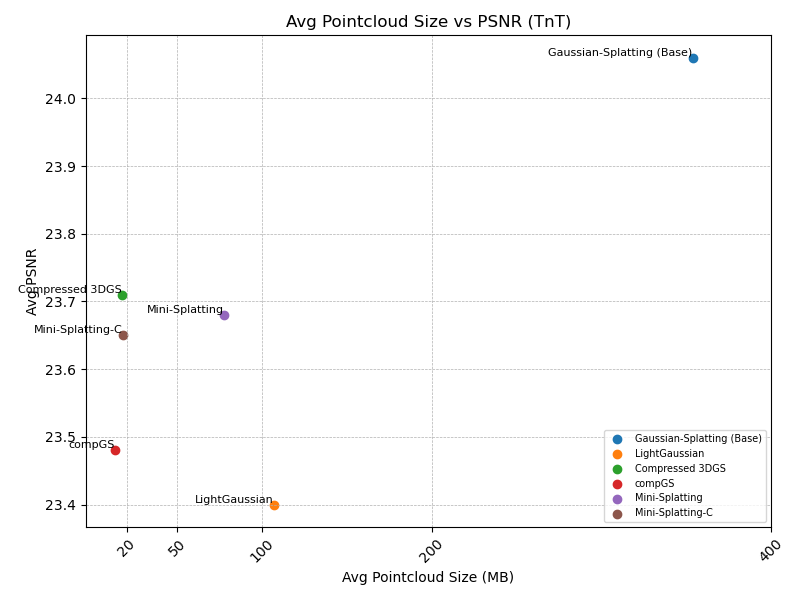 Avg Pointcloud Size vs PSNR (TnT)
Gaussian-Splatting (Base)
24.0
23.9
23.8
Compressed 3DGS
23.7
Mini-Splatting
Mini-Splatting-C
23.6
23.5
compGS
23.4
LightGaussian
Avg PSNR
Gaussian-Splatting (Base)
LightGaussian
Compressed 3DGS
compGS
Mini-Splatting
Mini-Splatting-C
20
50
100
200
400
Avg Pointcloud Size (MB)